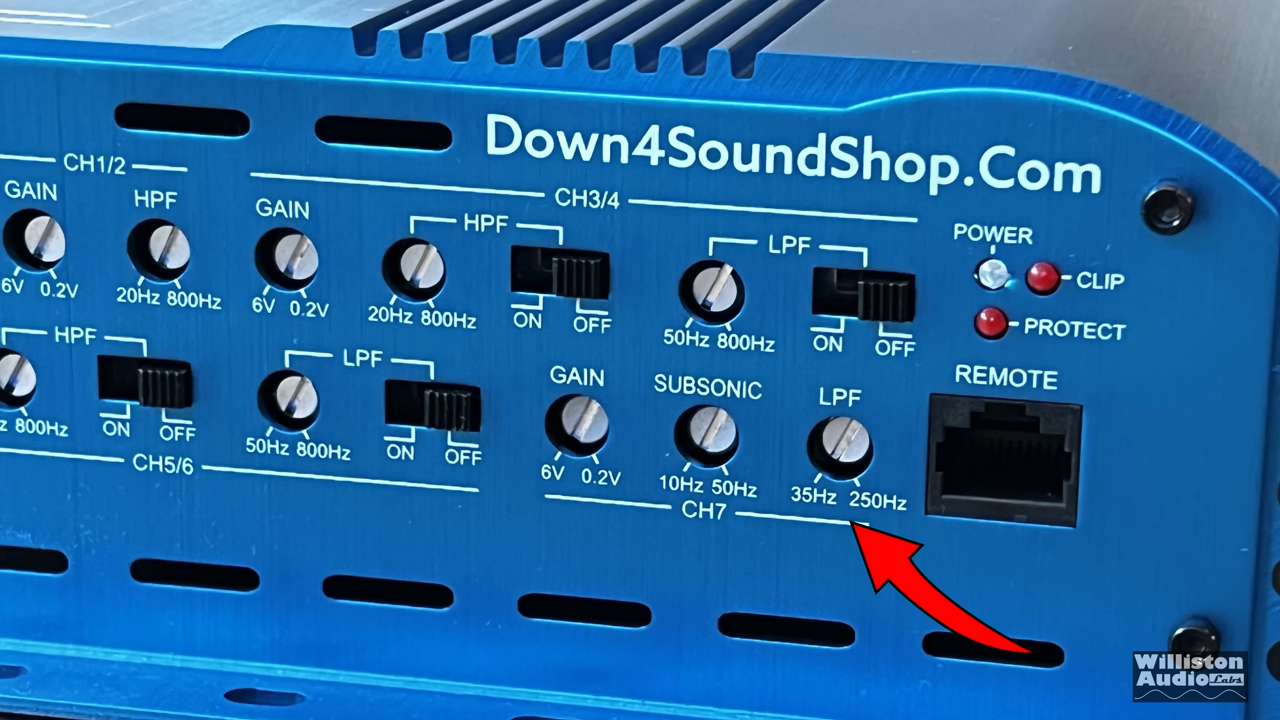 Down4SoundShop.Com
CH1/2
GAIN
6V 0.2V
HPF
20Hz 800Hz
CH3/4
GAIN
6V 0.2V
HPF
20Hz 800Hz
ON OFF
LPF
50Hz 800Hz
ON OFF
POWER
CLIP
PROTECT
HPF
800Hz
ON OFF
LPF
50Hz 800Hz
ON OFF
CH5/6
GAIN
6V 0.2V
SUBSONIC
10Hz 50Hz
LPF
35Hz 250Hz
CH7
REMOTE
Williston
Audio Labs